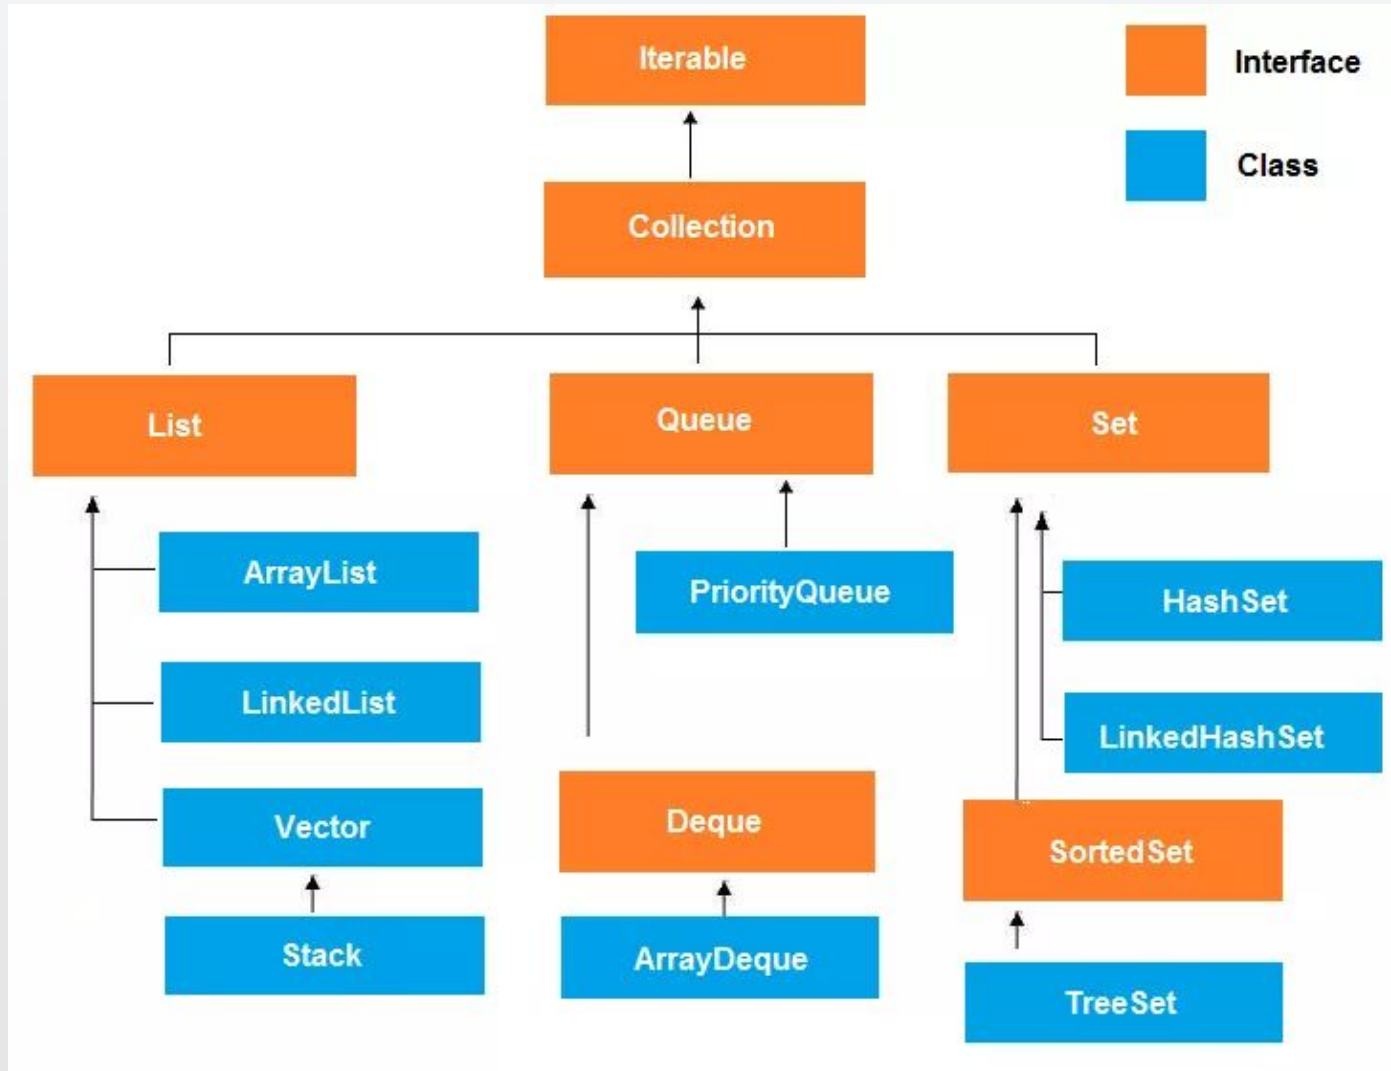 Iterable
Interface
Class
Collection
List
Queue
Set
ArrayList
PriorityQueue
HashSet
LinkedList
LinkedHashSet
Vector
Deque
SortedSet
Stack
ArrayDeque
TreeSet